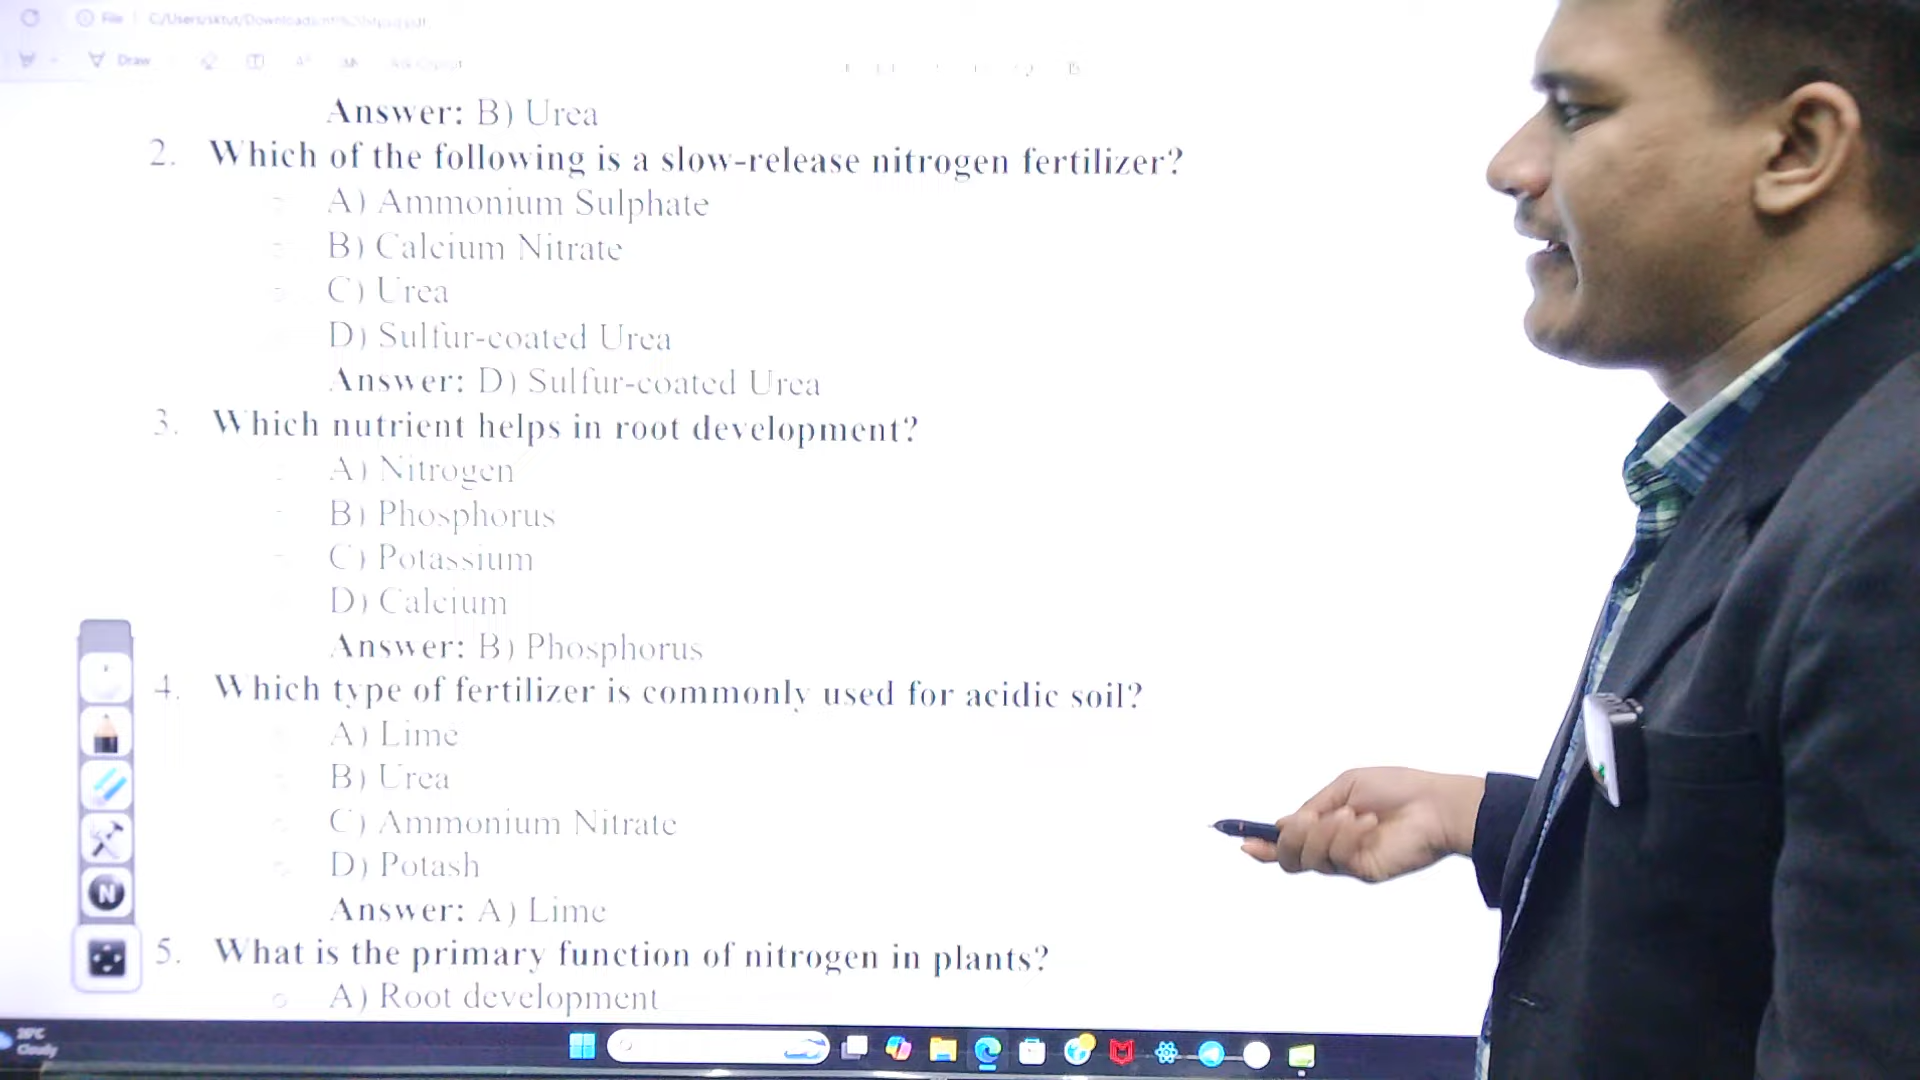 File
Draw
Answer: B) Urea
2. Which of the following is a slow-release nitrogen fertilizer?
A) Ammonium Sulphate
B) Calcium Nitrate
C) Urea
D) Sulfur-coated Urea
Answer: D) Sulfur-coated Urea
3. Which nutrient helps in root development?
A) Nitrogen
B) Phosphorus
C) Potassium
D) Calcium
Answer: B) Phosphorus
4. Which type of fertilizer is commonly used for acidic soil?
A) Lime
B) Urea
C) Ammonium Nitrate
D) Potash
Answer: A) Lime
N
5. What is the primary function of nitrogen in plants?
A) Root development
Cloudy